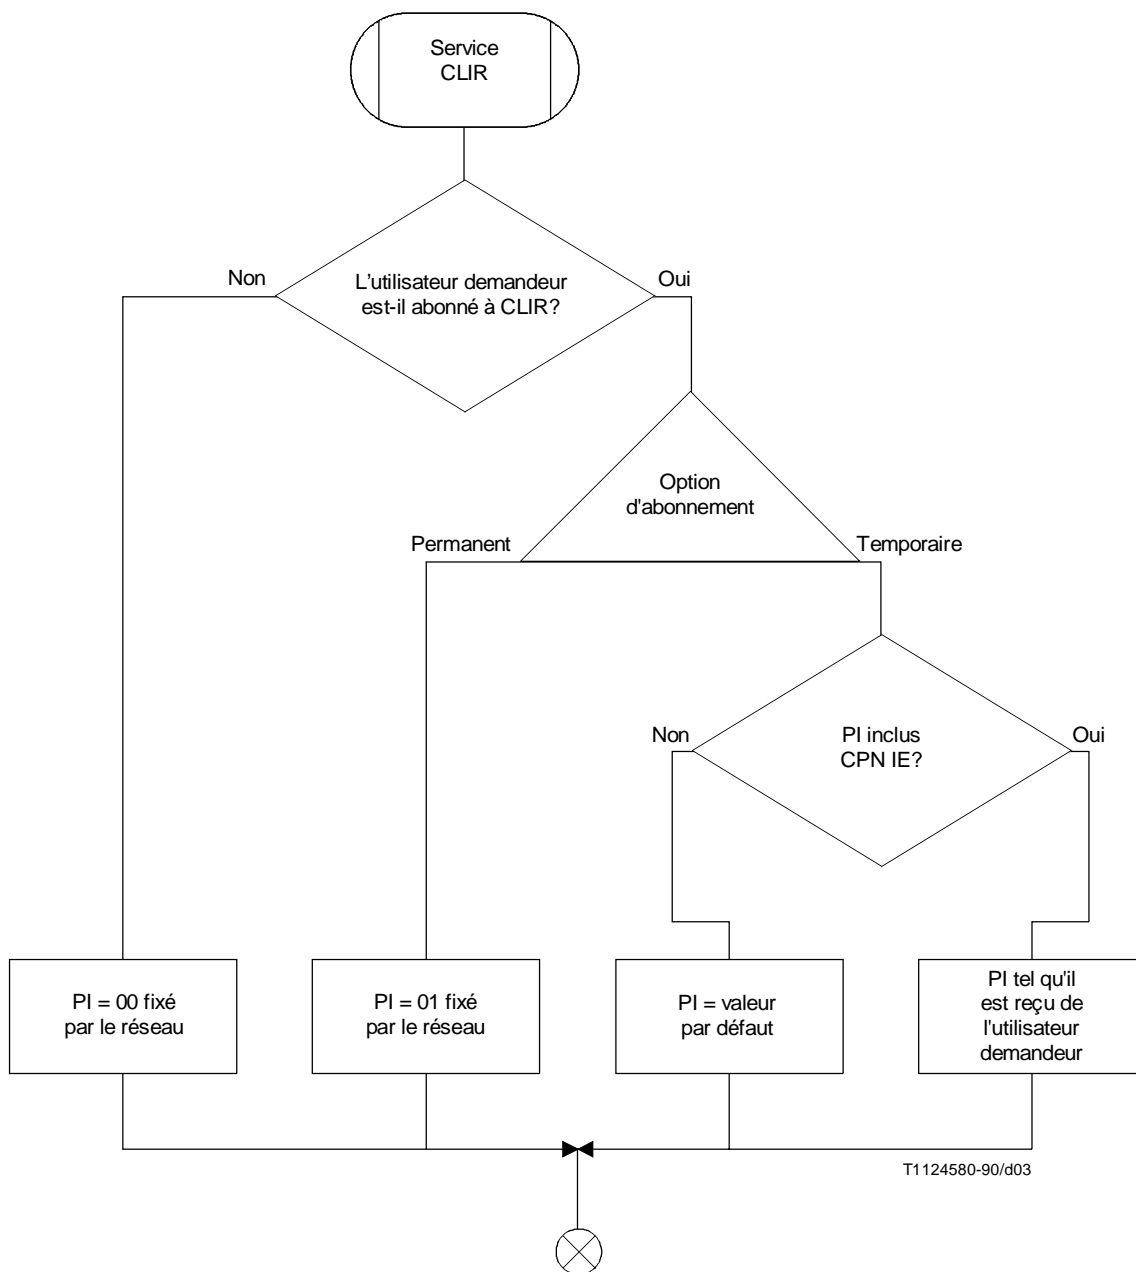 Service
CLIR
Non
L'utilisateur demandeur
est-il abonné à CLIR?
Oui
Option
d'abonnement
Permanent
Temporaire
Non
PI inclus
CPN IE?
Oui
PI = 00 fixé
par le réseau
PI = 01 fixé
par le réseau
PI = valeur
par défaut
PI tel qu'il
est reçu de
l'utilisateur
demandeur
T1124580-90/d03